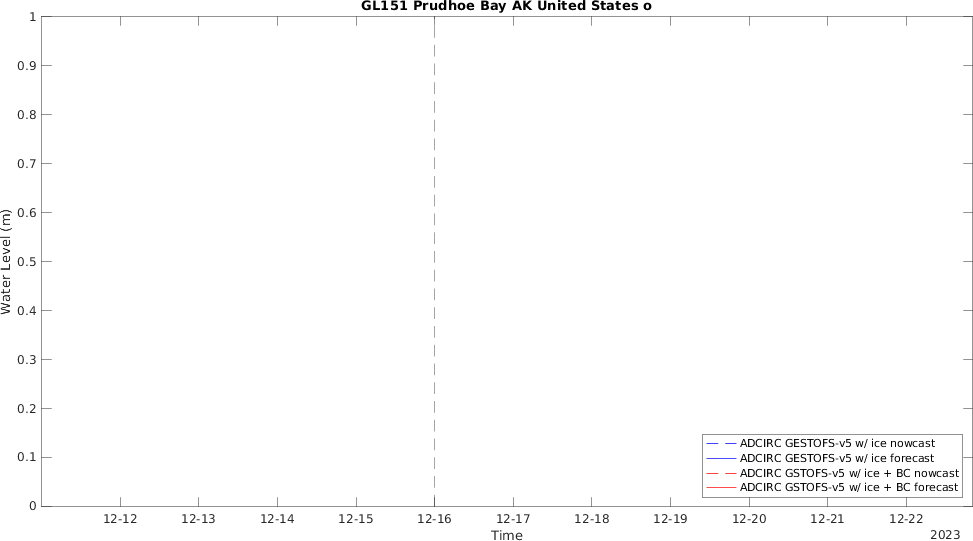 GL151 Prudhoe Bay AK United States o
1
0.9
0.8
0.7
0.6
0.5
0.4
0.3
0.2
0.1
0
Water Level (m)
ADCIRC GESTOFS-v5 w/ ice nowcast
ADCIRC GESTOFS-v5 w/ ice forecast
ADCIRC GSTOFS-v5 w/ ice + BC nowcast
ADCIRC GSTOFS-v5 w/ ice + BC forecast
12-12 12-13 12-14 12-15 12-16 12-17 12-18 12-19 12-20 12-21 12-22
Time
2023